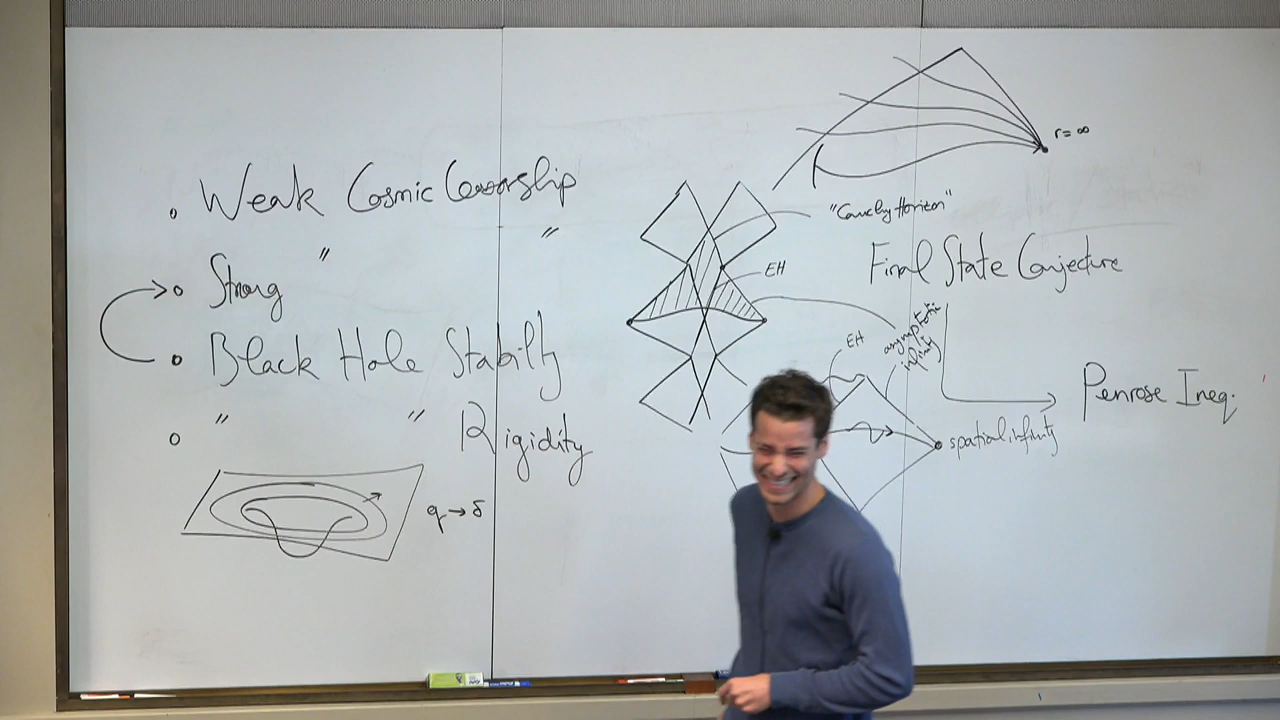 Weak Cosmic Censorship
Strong " "
Black Hole Stability
" " Rigidity
g → δ
r = ∞
"Cauchy Horizon"
EH
Final State Conjecture
EH
asymptotic
infinity
Penrose Ineq.
spatial infinity